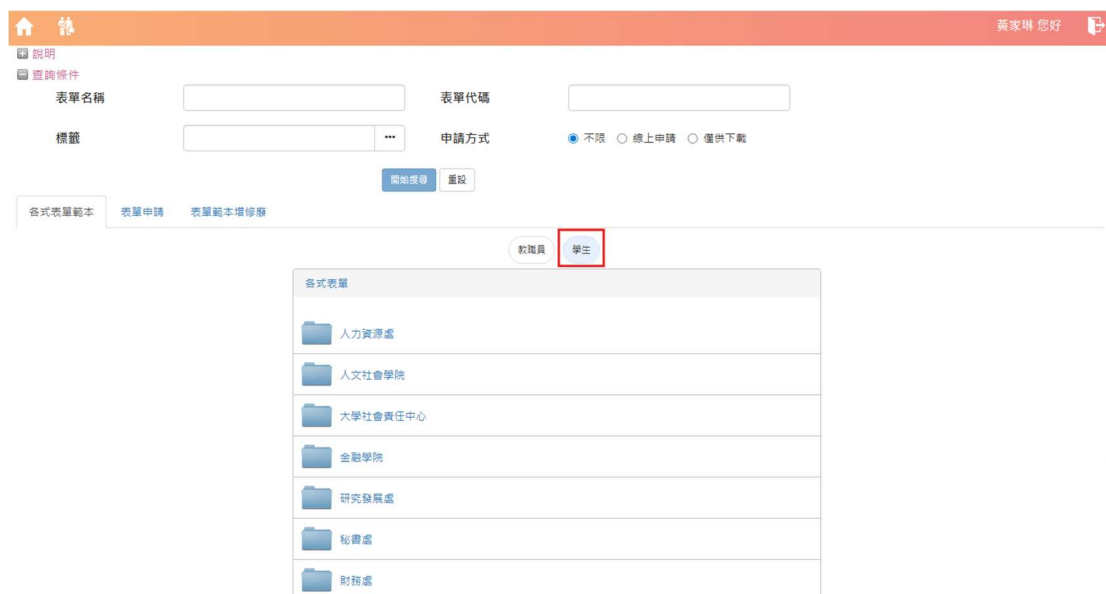 黃家琳 您好
說明
查詢條件
表單名稱 表單代碼
標籤 ••• 申請方式 不限 線上申請 僅供下載
開始搜尋 重設
各式表單範本 表單申請 表單範本增修廢
教職員 學生
各式表單
人力資源處
人文社會學院
大學社會責任中心
金融學院
研究發展處
秘書處
財務處